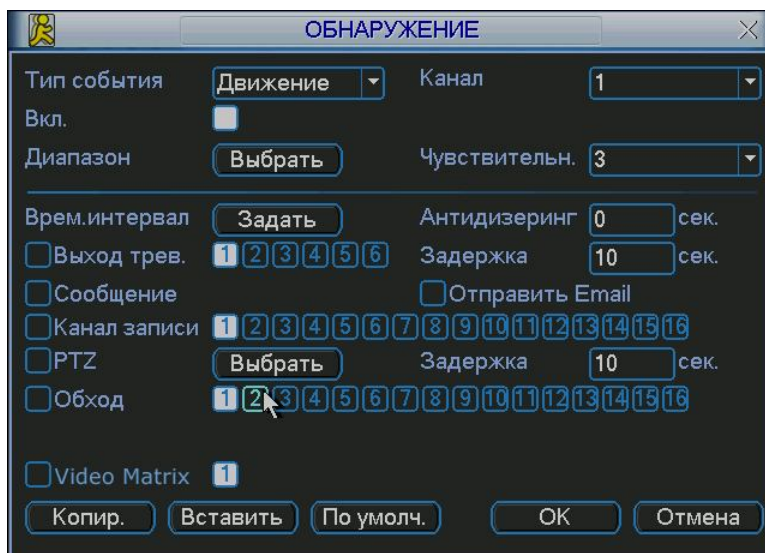 ОБНАРУЖЕНИЕ
Тип события Движение Канал 1
Вкл.
Диапазон Выбрать Чувствительн. 3
Врем.интервал Задать Антидизеринг 0 сек.
Выход трев. 1 2 3 4 5 6 Задержка 10 сек.
Сообщение Отправить Email
Канал записи 1 2 3 4 5 6 7 8 9 10 11 12 13 14 15 16
PTZ Выбрать Задержка 10 сек.
Обход 1 2 3 4 5 6 7 8 9 10 11 12 13 14 15 16
Video Matrix 1
Копир. Вставить По умолч. OK Отмена